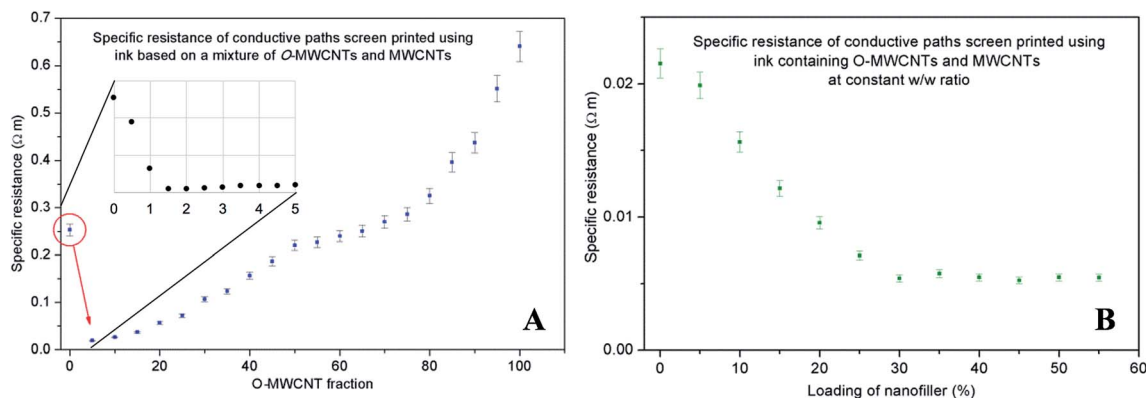 0.7
0.6
0.5
0.4
0.3
0.2
0.1
0.0
Specific resistance (Ω m)
Specific resistance of conductive paths screen printed using
ink based on a mixture of O-MWCNTs and MWCNTs
0 1 2 3 4 5
A
0 20 40 60 80 100
O-MWCNT fraction
0.02
0.01
0.00
Specific resistance (Ω m)
Specific resistance of conductive paths screen printed using
ink containing O-MWCNTs and MWCNTs
at constant w/w ratio
B
0 10 20 30 40 50 60
Loading of nanofiller (%)